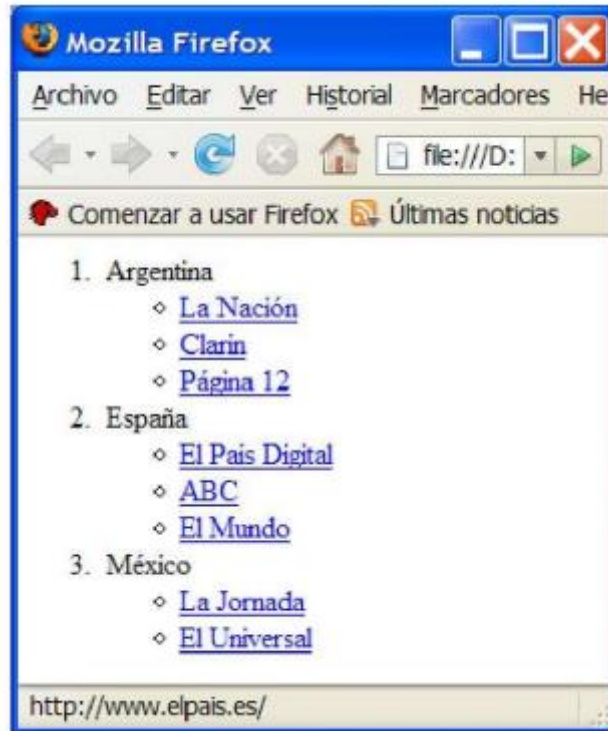 Mozilla Firefox
Archivo Editar Ver Historial Marcadores He
file:///D:
Comenzar a usar Firefox Últimas noticias
1. Argentina
La Nación
Clarin
Página 12
2. España
El Pais Digital
ABC
El Mundo
3. México
La Jornada
El Universal
http://www.elpais.es/